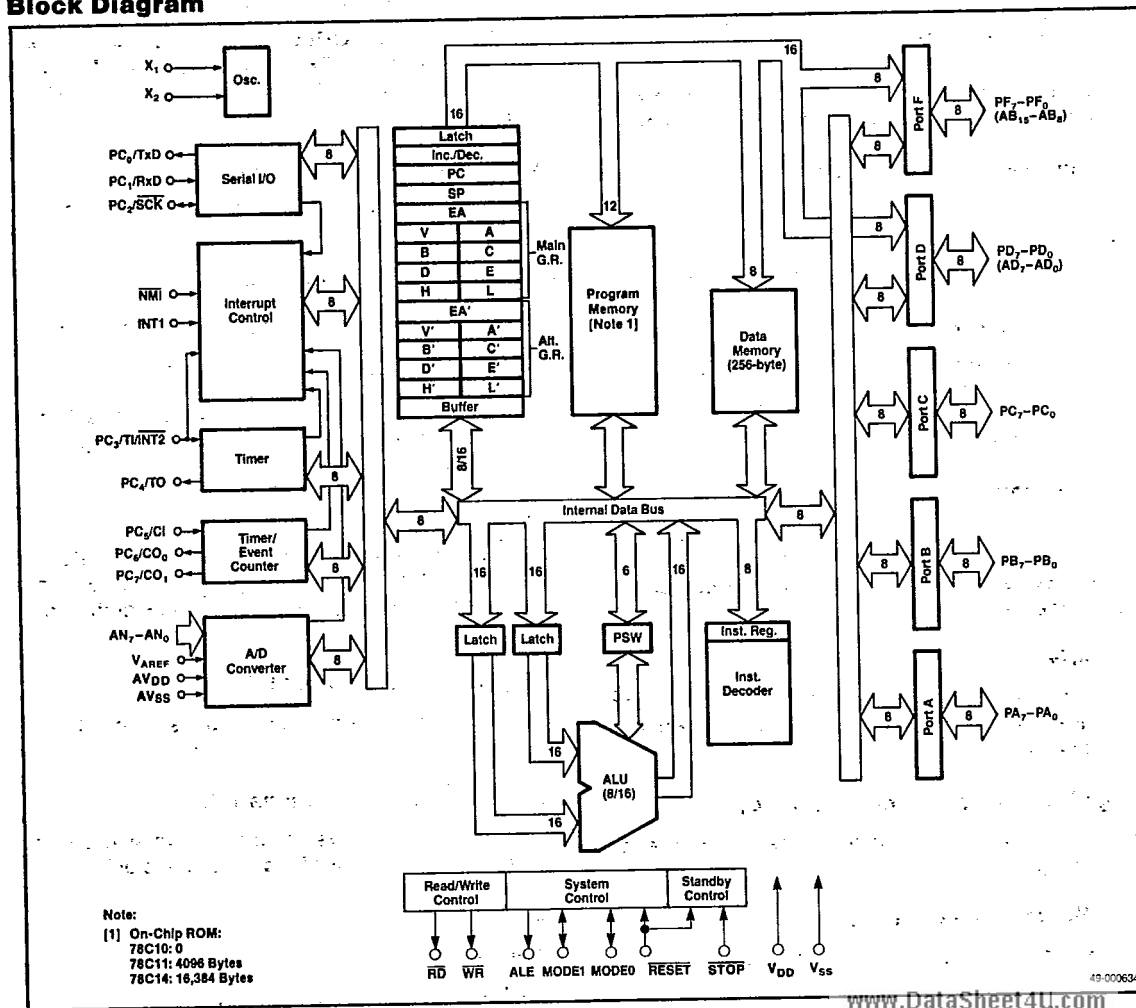 Block Diagram
X1
X2
Osc.
PC0/TxD
PC1/RxD
PC2/SCK
Serial I/O
8
NMI
INT1
Interrupt Control
8
PC3/TI/INT2
PC4/TO
Timer
8
PC5/CI
PC6/CO0
PC7/CO1
Timer/
Event
Counter
8
AN7–AN0
VAREF
AVDD
AVSS
A/D
Converter
8
16
16
Latch
Inc./Dec.
PC
SP
EA
V A
B C
D E
H L
Main
G.R.
EA'
V' A'
B' C'
D' E'
H' L'
Alt.
G.R.
Buffer
8/16
12
Program
Memory
[Note 1]
8
Data
Memory
(256-byte)
8
Internal Data Bus
8
16
16
6
16
8
Latch
Latch
PSW
Inst. Reg.
Inst.
Decoder
16
16
ALU
(8/16)
8
8
Port F
8
PF7–PF0
(AB15–AB8)
8
8
Port D
8
PD7–PD0
(AD7–AD0)
8
Port C
8
PC7–PC0
8
Port B
8
PB7–PB0
8
Port A
8
PA7–PA0
Read/Write
Control
System
Control
Standby
Control
RD
WR
ALE
MODE1
MODE0
RESET
STOP
VDD
VSS
Note:
[1] On-Chip ROM:
78C10: 0
78C11: 4096 Bytes
78C14: 16,384 Bytes
49-000634
www.DataSheet4U.com